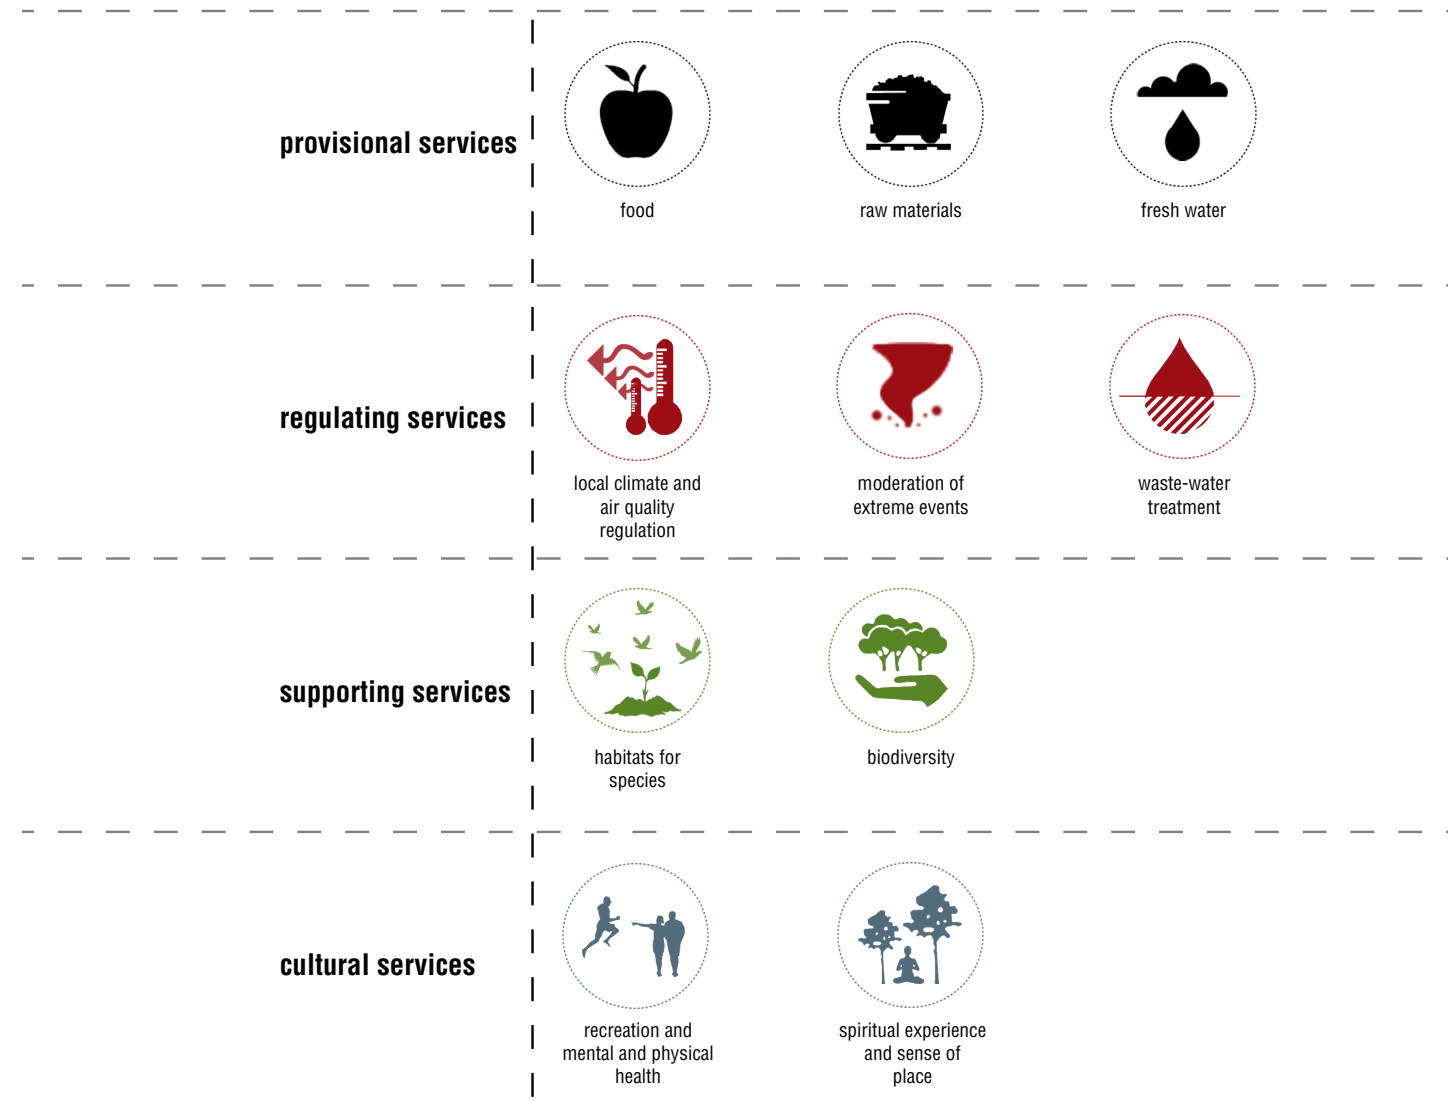 provisional services
food
raw materials
fresh water
regulating services
local climate and
air quality
regulation
moderation of
extreme events
waste-water
treatment
supporting services
habitats for
species
biodiversity
cultural services
recreation and
mental and physical
health
spiritual experience
and sense of
place